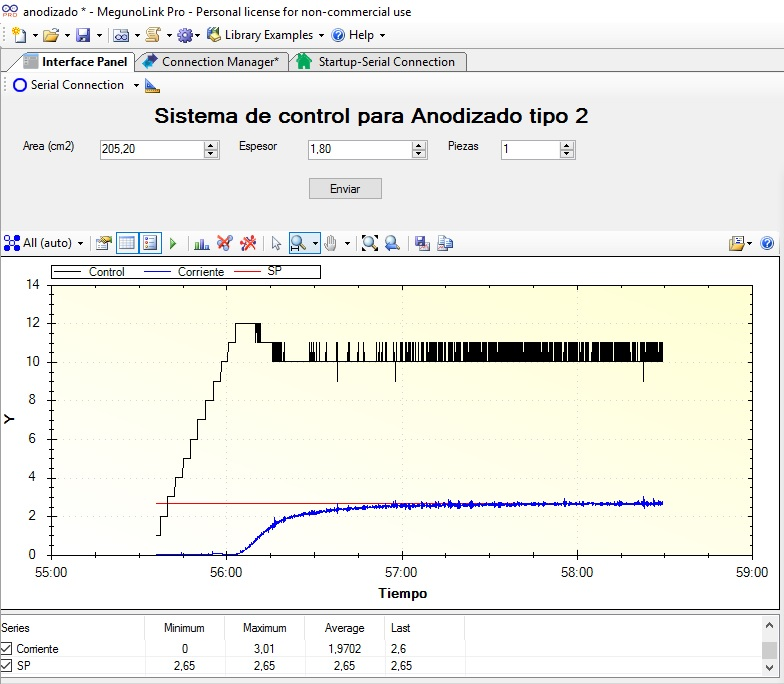 anodizado * - MegunoLink Pro - Personal license for non-commercial use
PRO
Library Examples Help
Interface Panel Connection Manager* Startup-Serial Connection
Serial Connection
Sistema de control para Anodizado tipo 2
Area (cm2) 205,20 Espesor 1,80 Piezas 1
Enviar
All (auto)
Control Corriente SP
14
12
10
8
6
4
2
0
Y
55:00 56:00 57:00 58:00 59:00
Tiempo
Series Minimum Maximum Average Last
Corriente 0 3,01 1,9702 2,6
SP 2,65 2,65 2,65 2,65